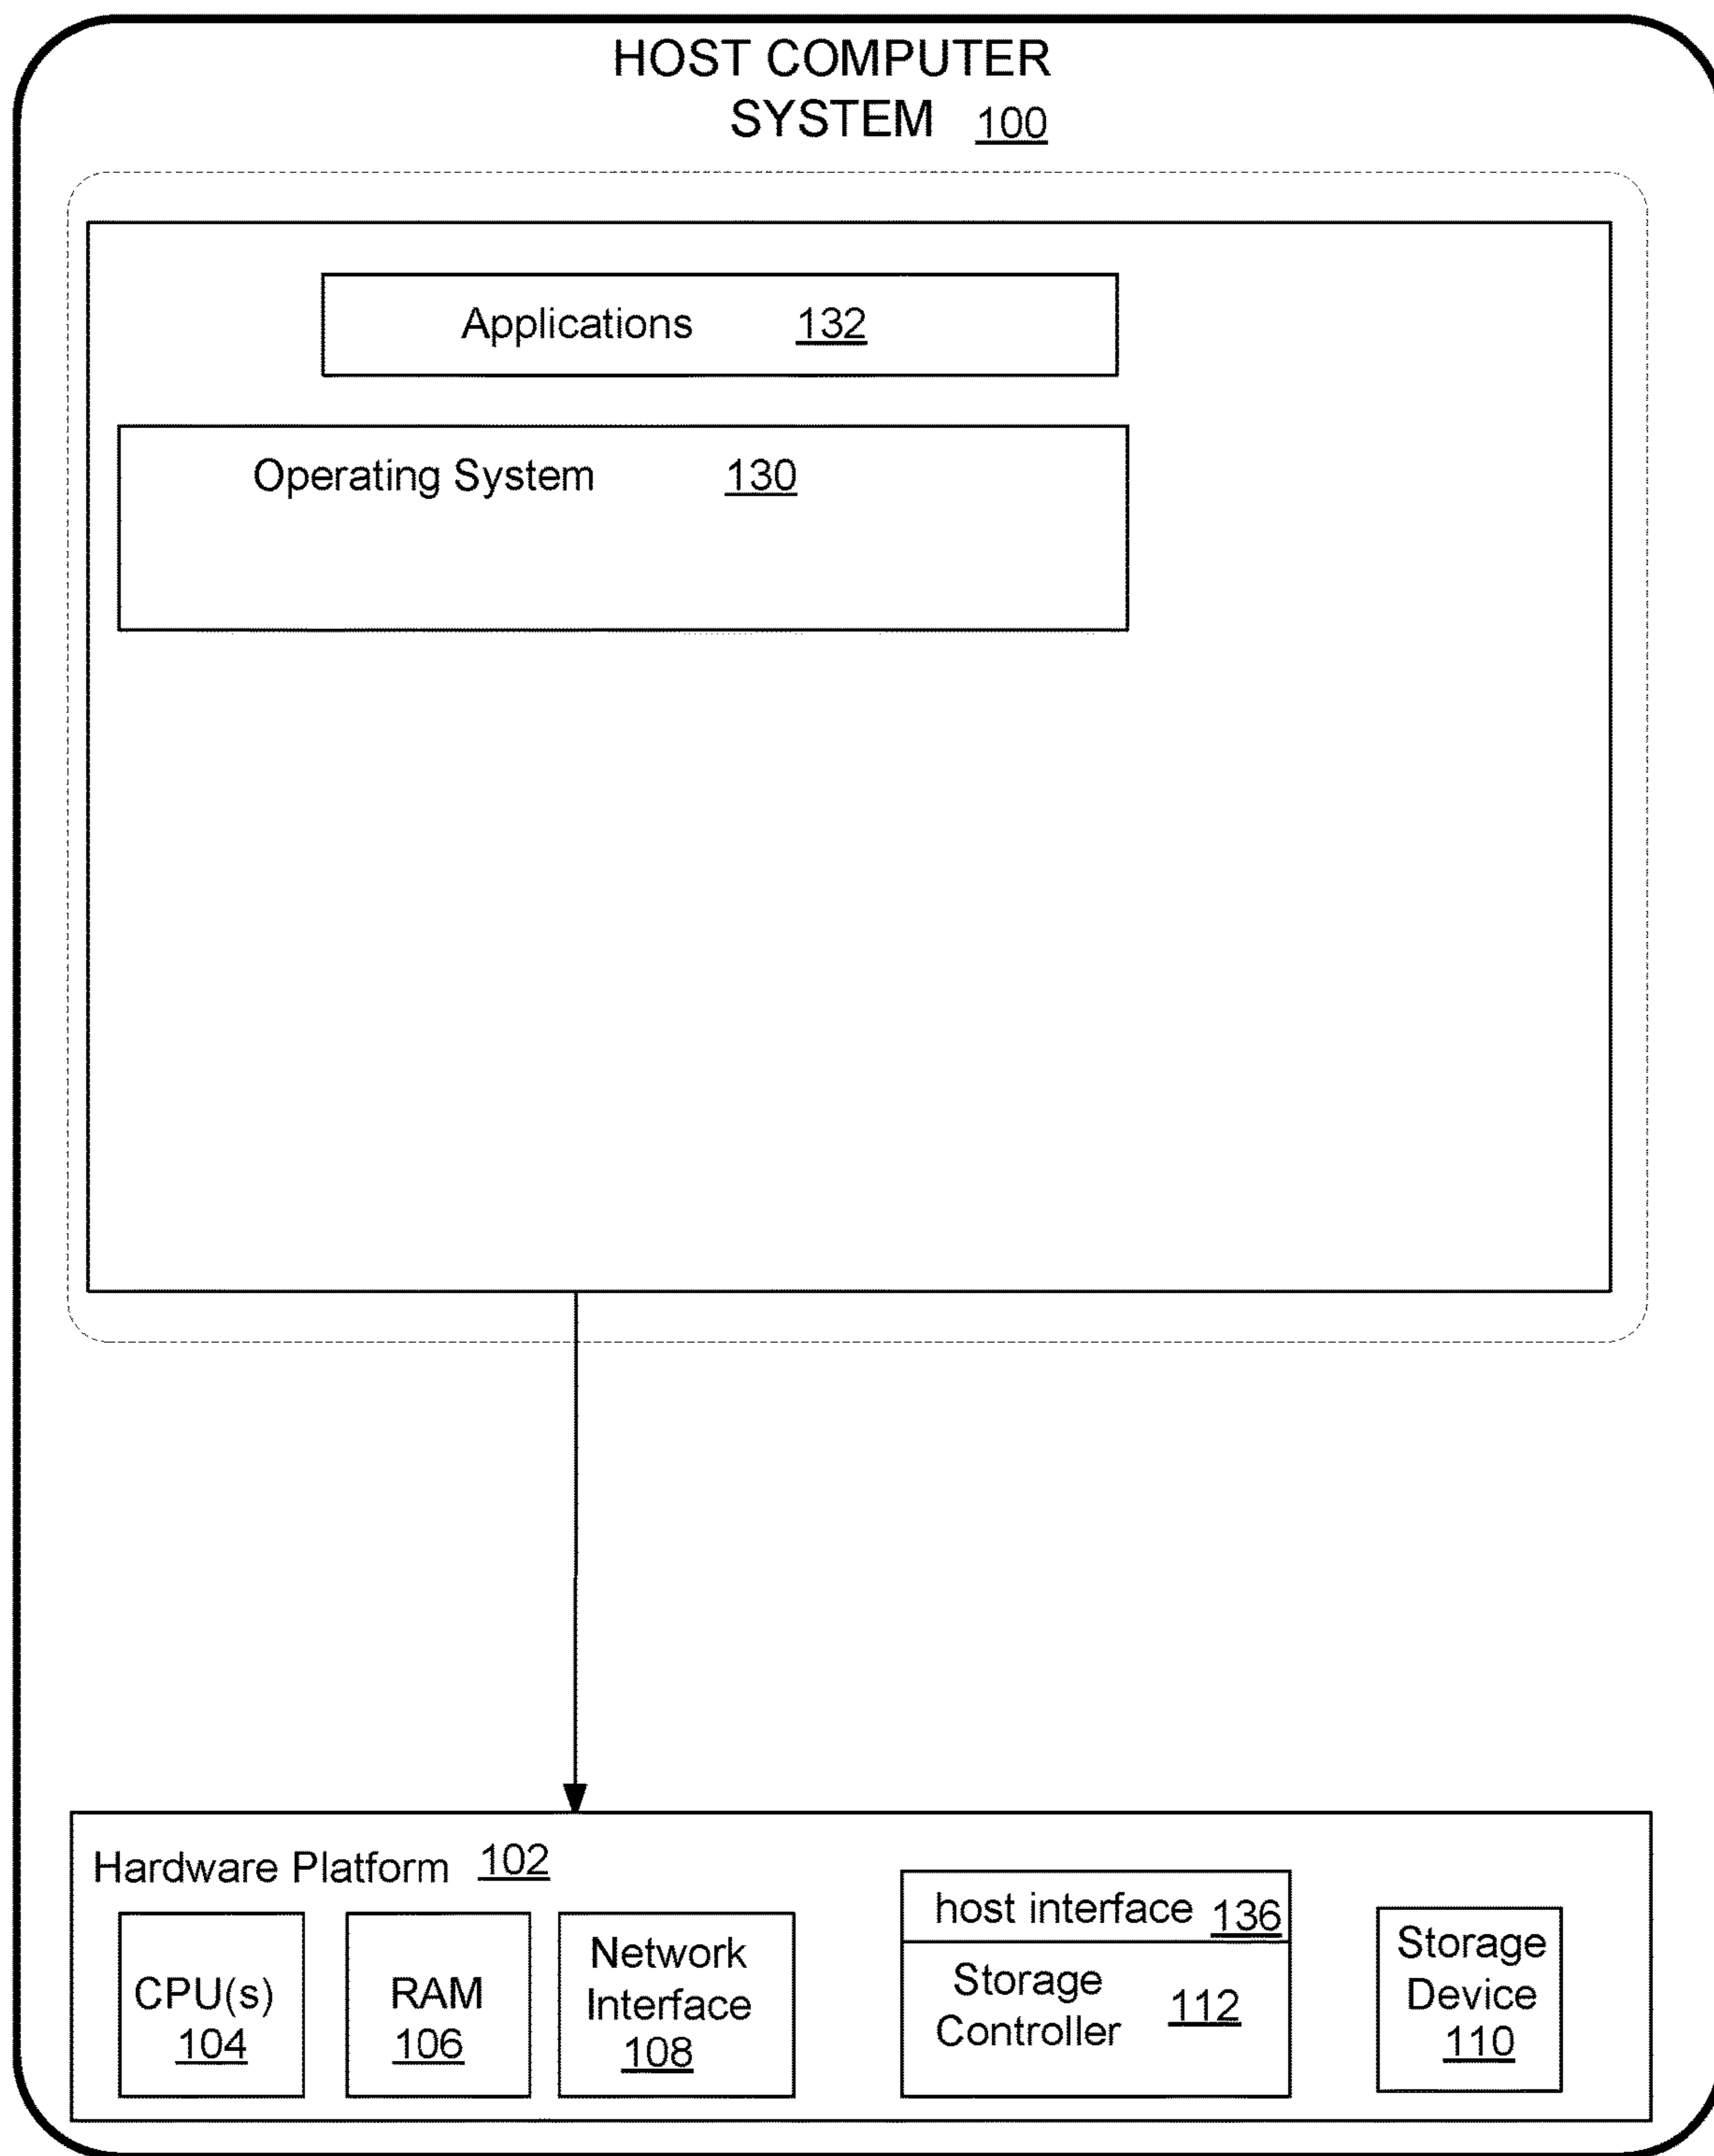 HOST COMPUTER
SYSTEM 100
Applications 132
Operating System 130
Hardware Platform 102
CPU(s)
104
RAM
106
Network
Interface
108
host interface 136
Storage
Controller 112
Storage
Device
110